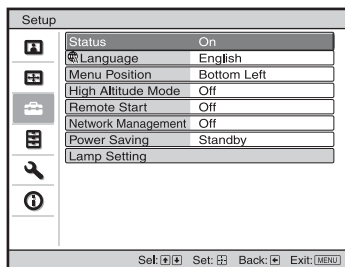 Setup
Status On
Language English
Menu Position Bottom Left
High Altitude Mode Off
Remote Start Off
Network Management Off
Power Saving Standby
Lamp Setting
Sel: Set: Back: Exit: MENU